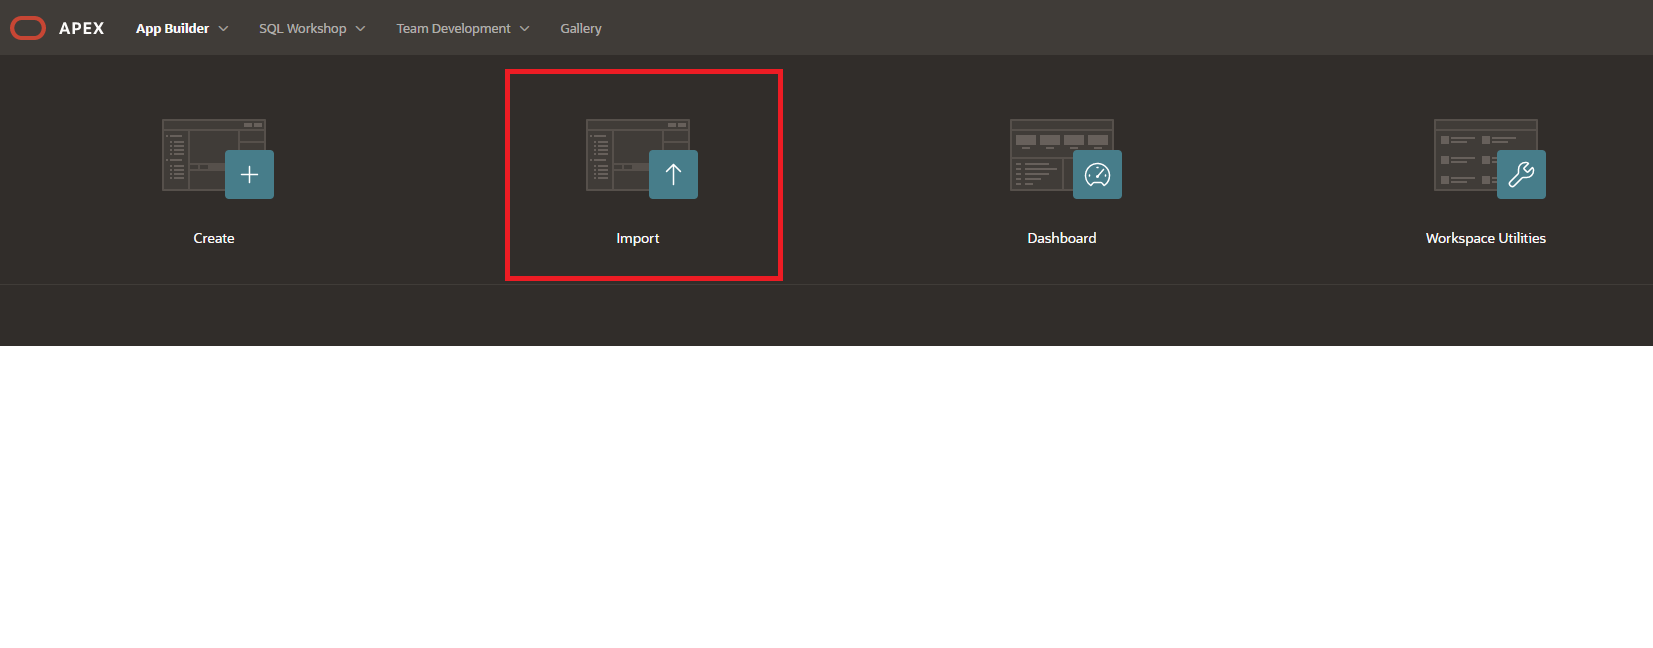 APEX App Builder SQL Workshop Team Development Gallery
Create Import Dashboard Workspace Utilities